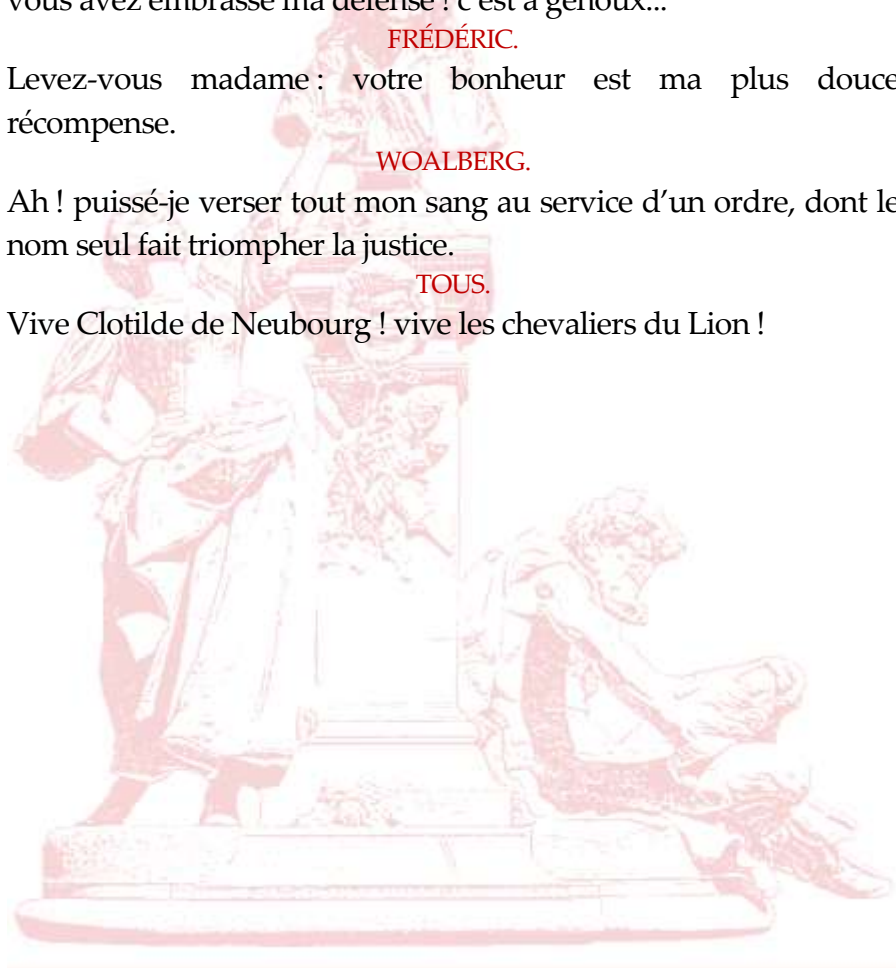 vous avez embrassé ma défense ! c'est à genoux...
FRÉDÉRIC.
Levez-vous madame : votre bonheur est ma plus douce
récompense.
WOALBERG.
Ah ! puissé-je verser tout mon sang au service d'un ordre, dont le
nom seul fait triompher la justice.
TOUS.
Vive Clotilde de Neubourg ! vive les chevaliers du Lion !